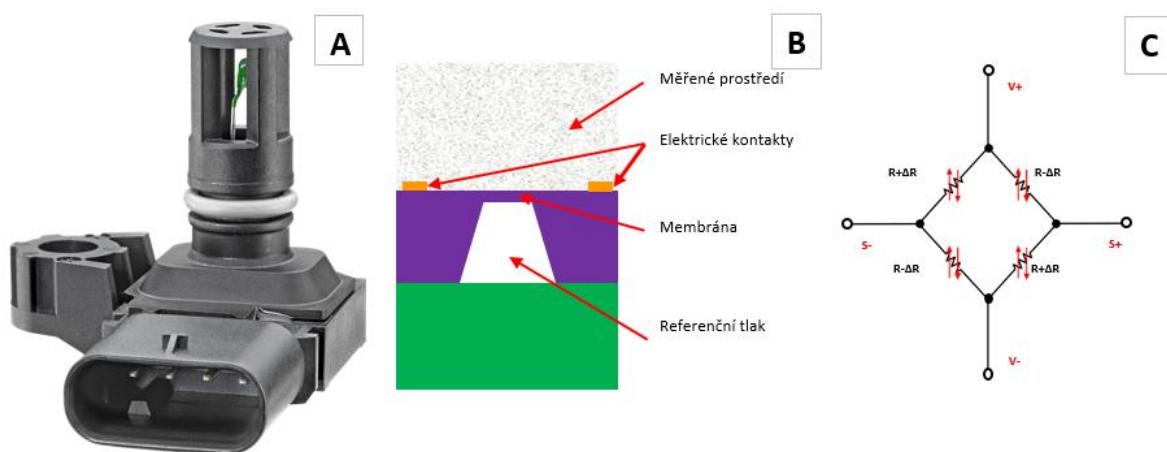 A
B
Měřené prostředí
Elektrické kontakty
Membrána
Referenční tlak
C
V+
R+ΔR
R-ΔR
S-
S+
R-ΔR
R+ΔR
V-